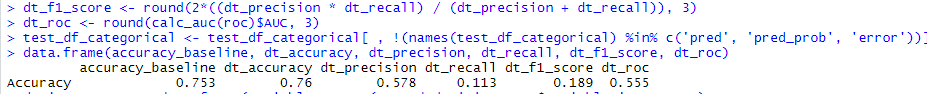 > dt_f1_score <- round(2*((dt_precision * dt_recall) / (dt_precision + dt_recall)), 3)
> dt_roc <- round(calc_auc(roc)$AUC, 3)
> test_df_categorical <- test_df_categorical[ , !(names(test_df_categorical) %in% c('pred', 'pred_prob', 'error'))]
> data.frame(accuracy_baseline, dt_accuracy, dt_precision, dt_recall, dt_f1_score, dt_roc)
accuracy_baseline dt_accuracy dt_precision dt_recall dt_f1_score dt_roc
Accuracy 0.753 0.76 0.578 0.113 0.189 0.555